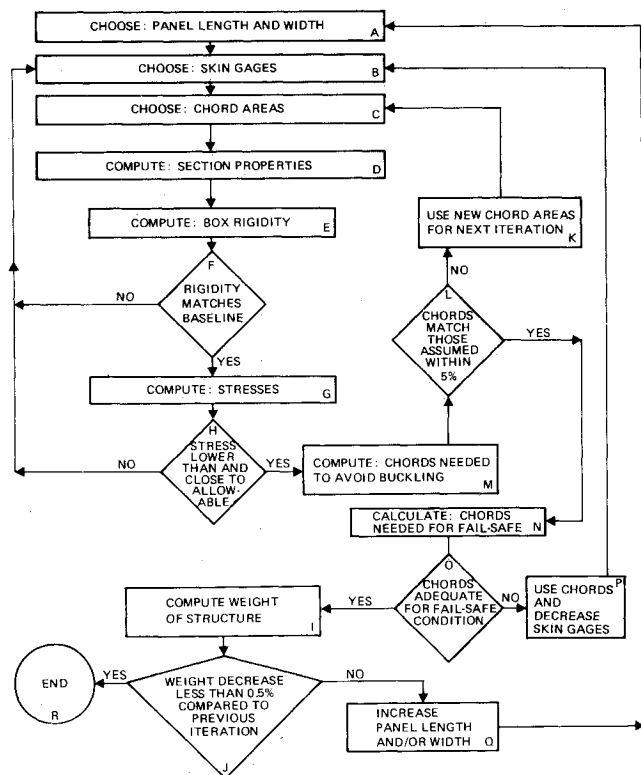 CHOOSE: PANEL LENGTH AND WIDTH
A
CHOOSE: SKIN GAGES
B
CHOOSE: CHORD AREAS
C
COMPUTE: SECTION PROPERTIES
D
COMPUTE: BOX RIGIDITY
E
F
RIGIDITY
MATCHES
BASELINE
NO
YES
COMPUTE: STRESSES
G
H
STRESS
LOWER
THAN AND
CLOSE TO
ALLOW-
ABLE
NO
YES
COMPUTE: CHORDS NEEDED
TO AVOID BUCKLING
M
L
CHORDS
MATCH
THOSE
ASSUMED
WITHIN
5%
NO
YES
USE NEW CHORD AREAS
FOR NEXT ITERATION
K
CALCULATE: CHORDS
NEEDED FOR FAIL-SAFE
N
O
CHORDS
ADEQUATE
FOR FAIL-SAFE
CONDITION
YES
NO
USE CHORDS
AND
DECREASE
SKIN GAGES
P
COMPUTE WEIGHT
OF STRUCTURE
I
WEIGHT DECREASE
LESS THAN 0.5%
COMPARED TO
PREVIOUS
ITERATION
J
YES
NO
END
R
INCREASE
PANEL LENGTH
AND/OR WIDTH
Q